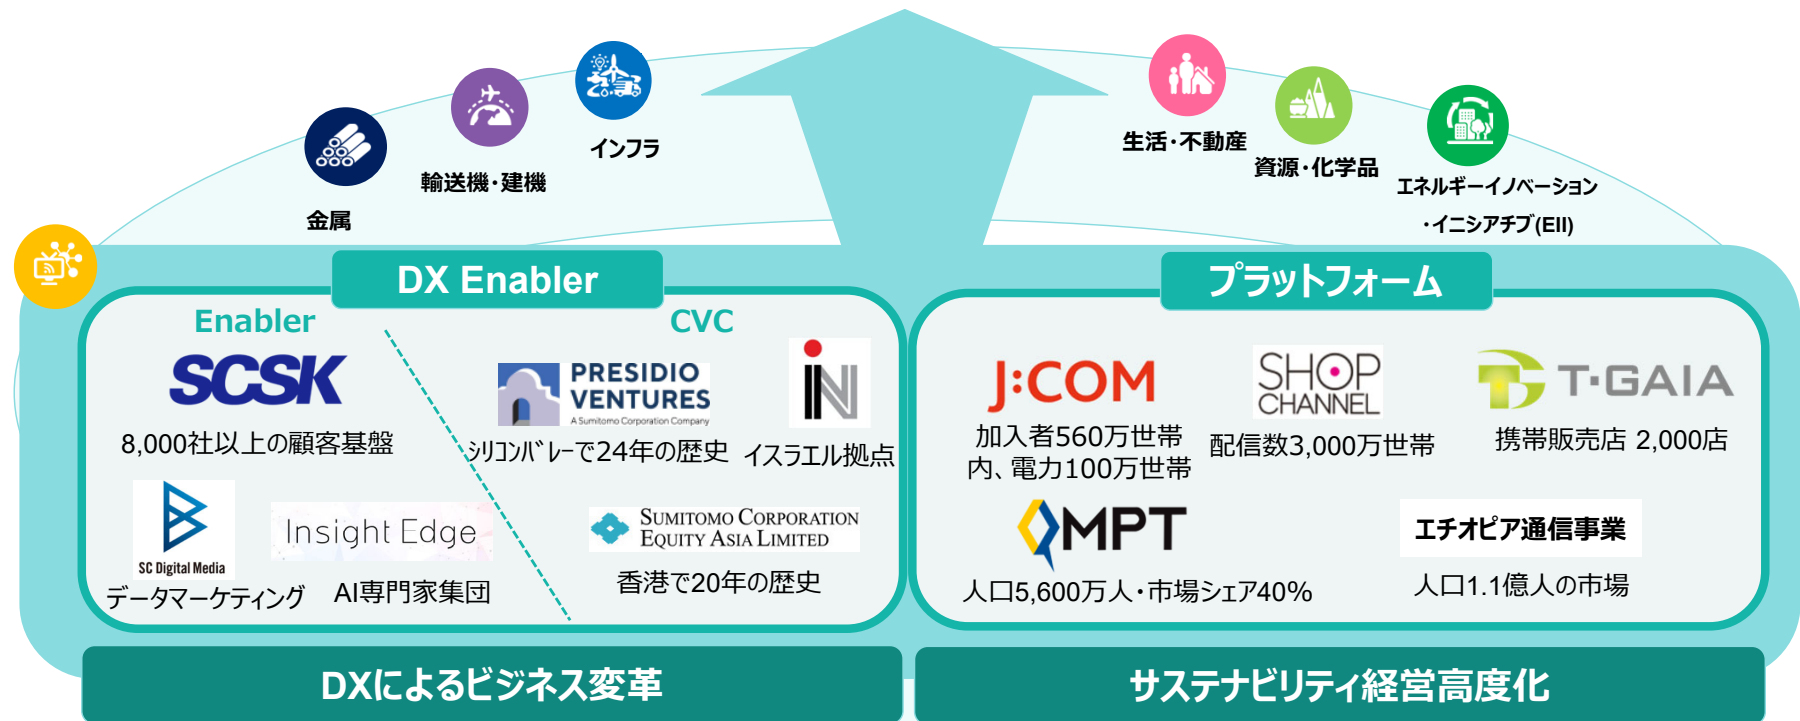 インフラ
輸送機・建機
金属
生活・不動産
資源・化学品
エネルギーイノベーション
・イニシアチブ(EII)
DX Enabler
Enabler
CVC
SCSK
8,000社以上の顧客基盤
PRESIDIO
VENTURES
A Sumitomo Corporation Company
シリコンバレーで24年の歴史
iN
イスラエル拠点
SC Digital Media
データマーケティング
Insight Edge
AI専門家集団
SUMITOMO CORPORATION
EQUITY ASIA LIMITED
香港で20年の歴史
プラットフォーム
J:COM
加入者560万世帯
内、電力100万世帯
SHOP
CHANNEL
配信数3,000万世帯
T・GAIA
携帯販売店 2,000店
MPT
人口5,600万人・市場シェア40%
エチオピア通信事業
人口1.1億人の市場
DXによるビジネス変革
サステナビリティ経営高度化